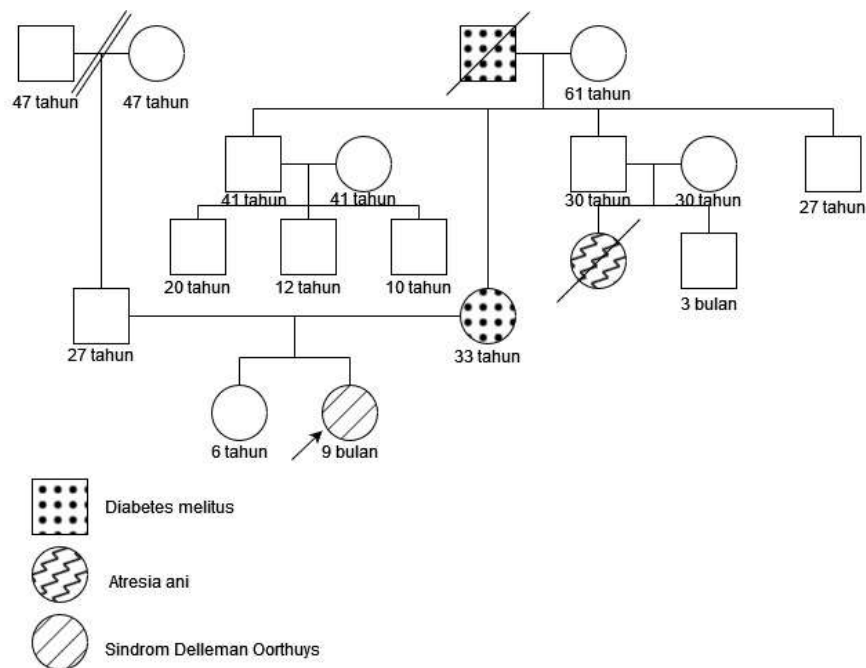 47 tahun 47 tahun
61 tahun
41 tahun 41 tahun 30 tahun 30 tahun 27 tahun
20 tahun 12 tahun 10 tahun 3 bulan
27 tahun 33 tahun
6 tahun 9 bulan
Diabetes melitus
Atresia ani
Sindrom Delleman Oorthuys